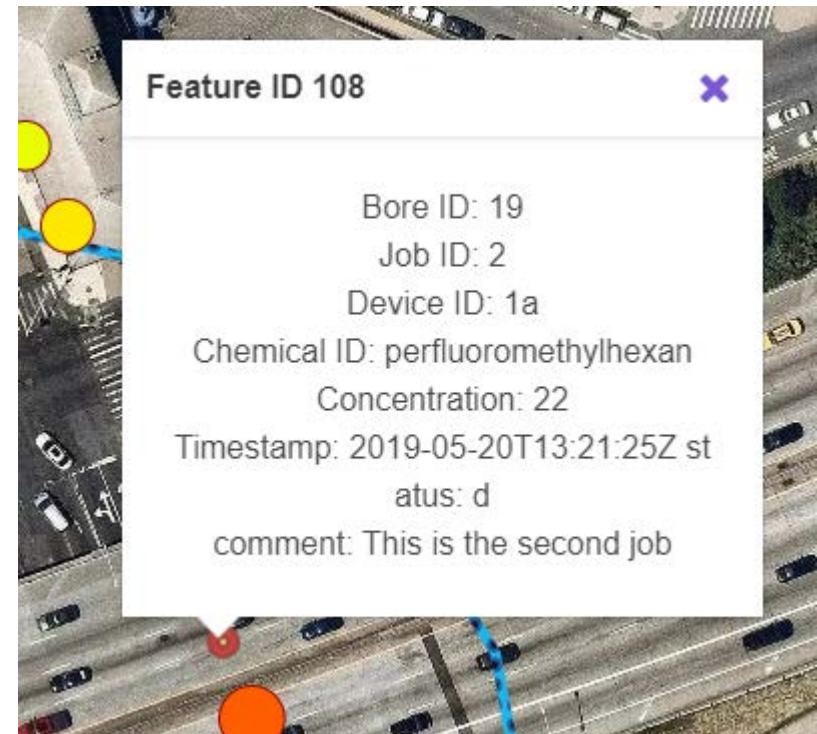 Feature ID 108
Bore ID: 19
Job ID: 2
Device ID: 1a
Chemical ID: perfluoromethylhexan
Concentration: 22
Timestamp: 2019-05-20T13:21:25Z st
atus: d
comment: This is the second job